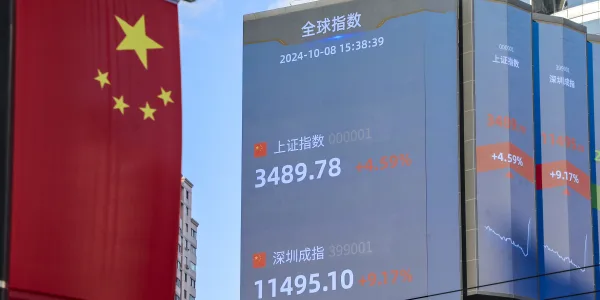 全球指数
2024-10-08 15:38:39
上证指数 000001
3489.78 +4.59%
深圳成指 399001
11495.10 +9.17%
000001
上证指数
+4.59%
399001
深圳成指
+9.17%